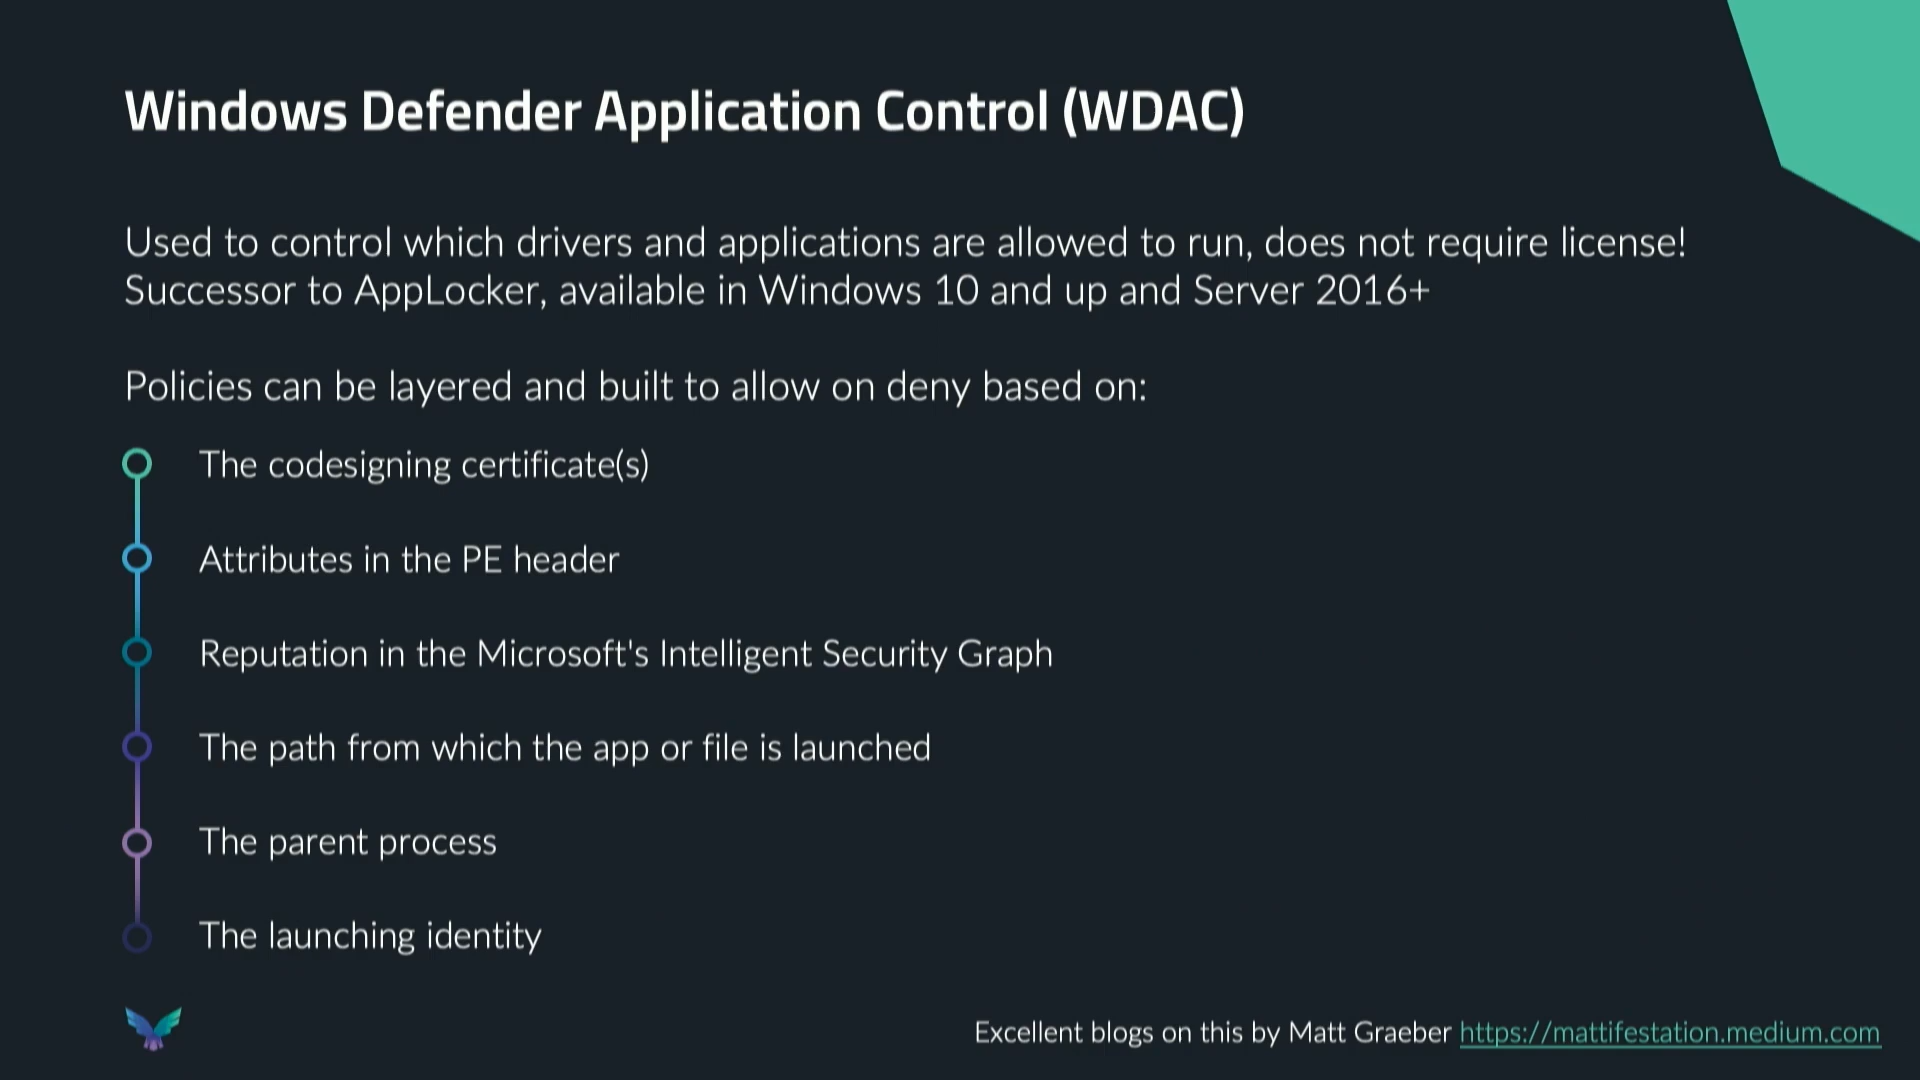 Windows Defender Application Control (WDAC)
Used to control which drivers and applications are allowed to run, does not require license!
Successor to AppLocker, available in Windows 10 and up and Server 2016+
Policies can be layered and built to allow on deny based on:
The codesigning certificate(s)
Attributes in the PE header
Reputation in the Microsoft's Intelligent Security Graph
The path from which the app or file is launched
The parent process
The launching identity
Excellent blogs on this by Matt Graeber https://mattifestation.medium.com